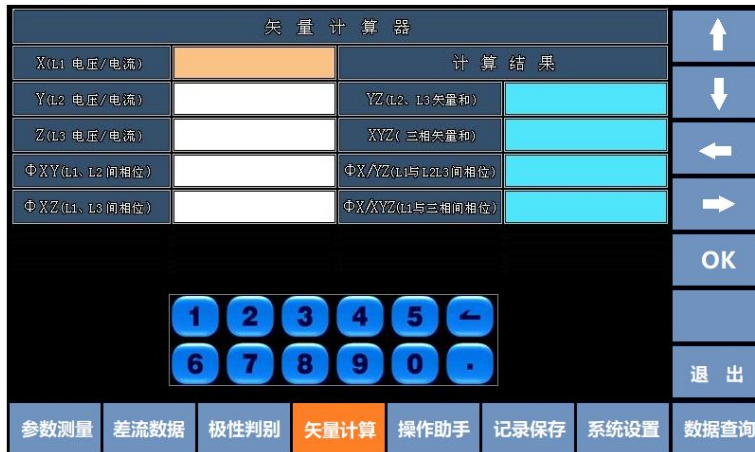 矢 量 计 算 器
X(L1 电压/电流)
计 算 结 果
Y(L2 电压/电流)
YZ(L2、L3矢量和)
Z(L3 电压/电流)
XYZ( 三相矢量和)
ΦXY(L1、L2 间相位)
ΦX/YZ(L1与L2L3间相位)
ΦXZ(L1、L3 间相位)
ΦX/XYZ(L1与三相间相位)
OK
1 2 3 4 5
6 7 8 9 0 .
退 出
参数测量 差流数据 极性判别 矢量计算 操作助手 记录保存 系统设置 数据查询